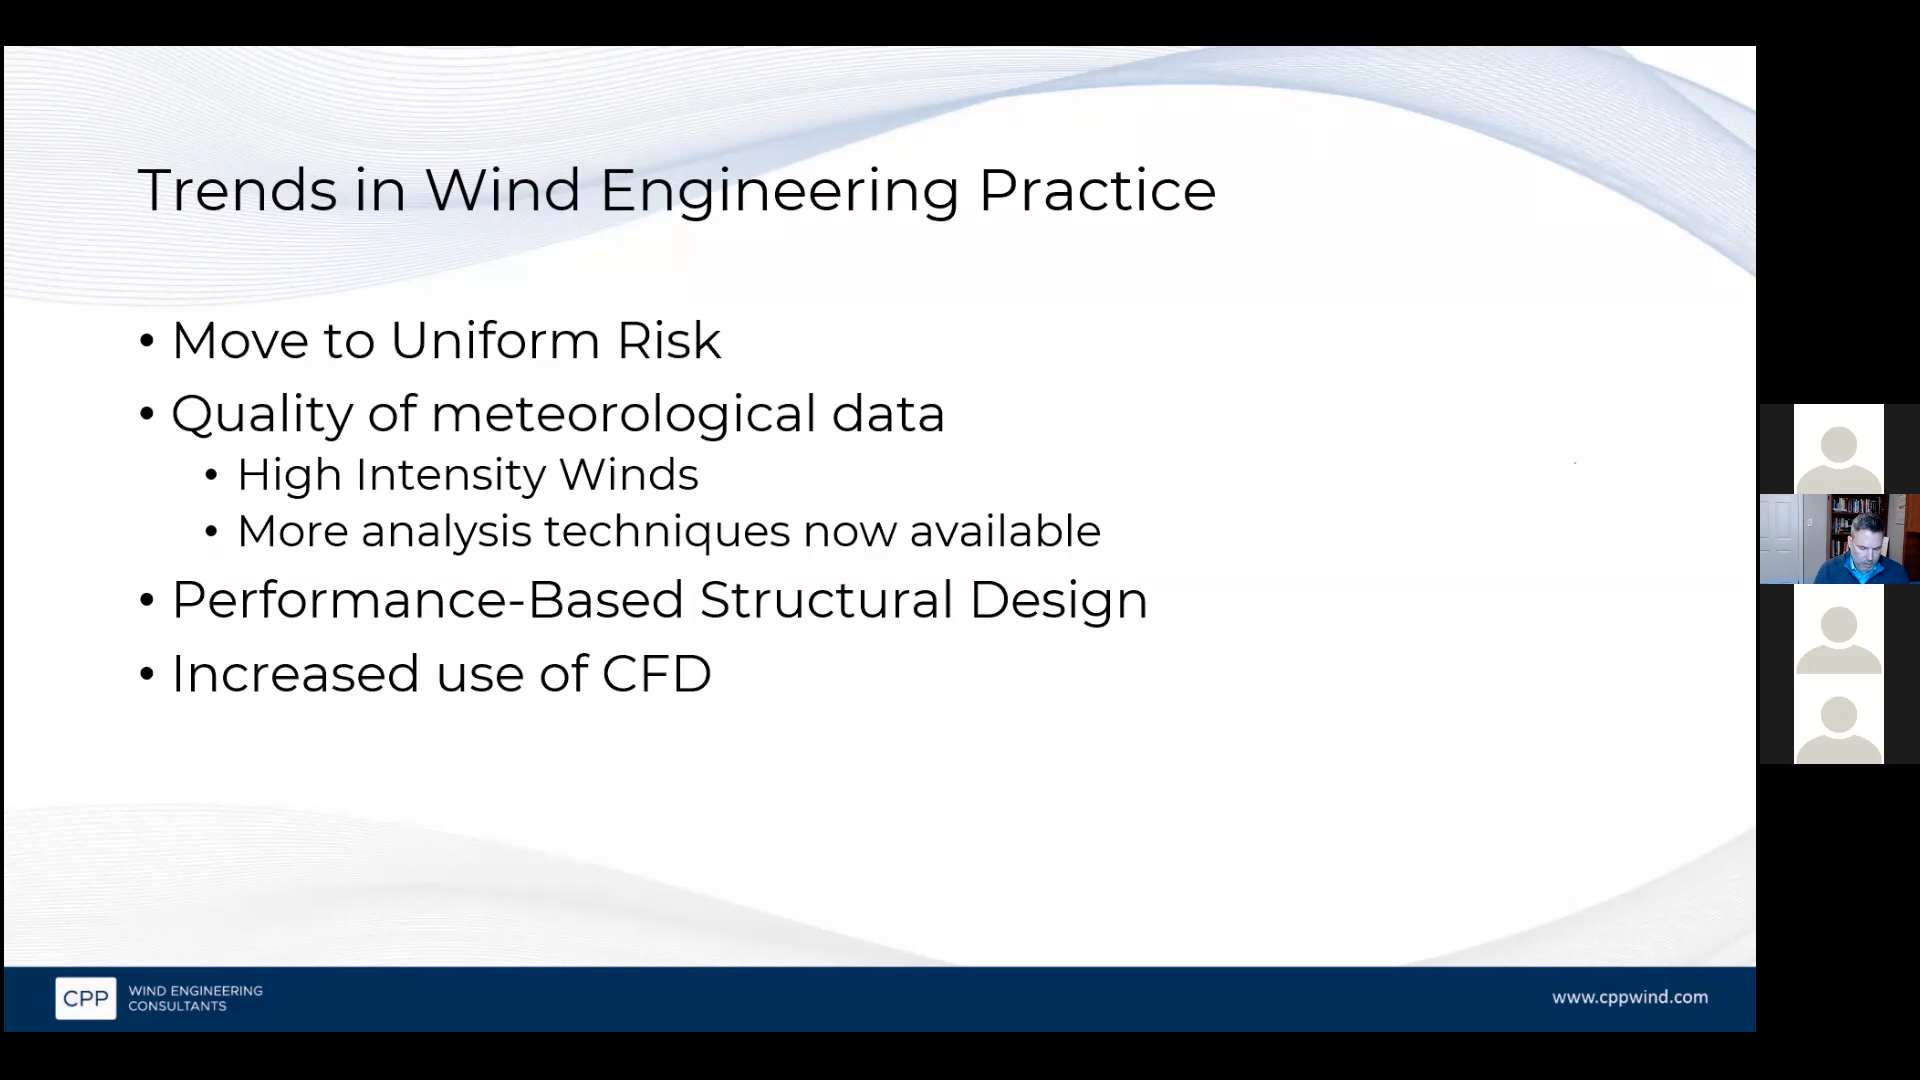 Trends in Wind Engineering Practice
• Move to Uniform Risk
• Quality of meteorological data
• High Intensity Winds
• More analysis techniques now available
• Performance-Based Structural Design
• Increased use of CFD
CPP
WIND ENGINEERING
CONSULTANTS
www.cppwind.com